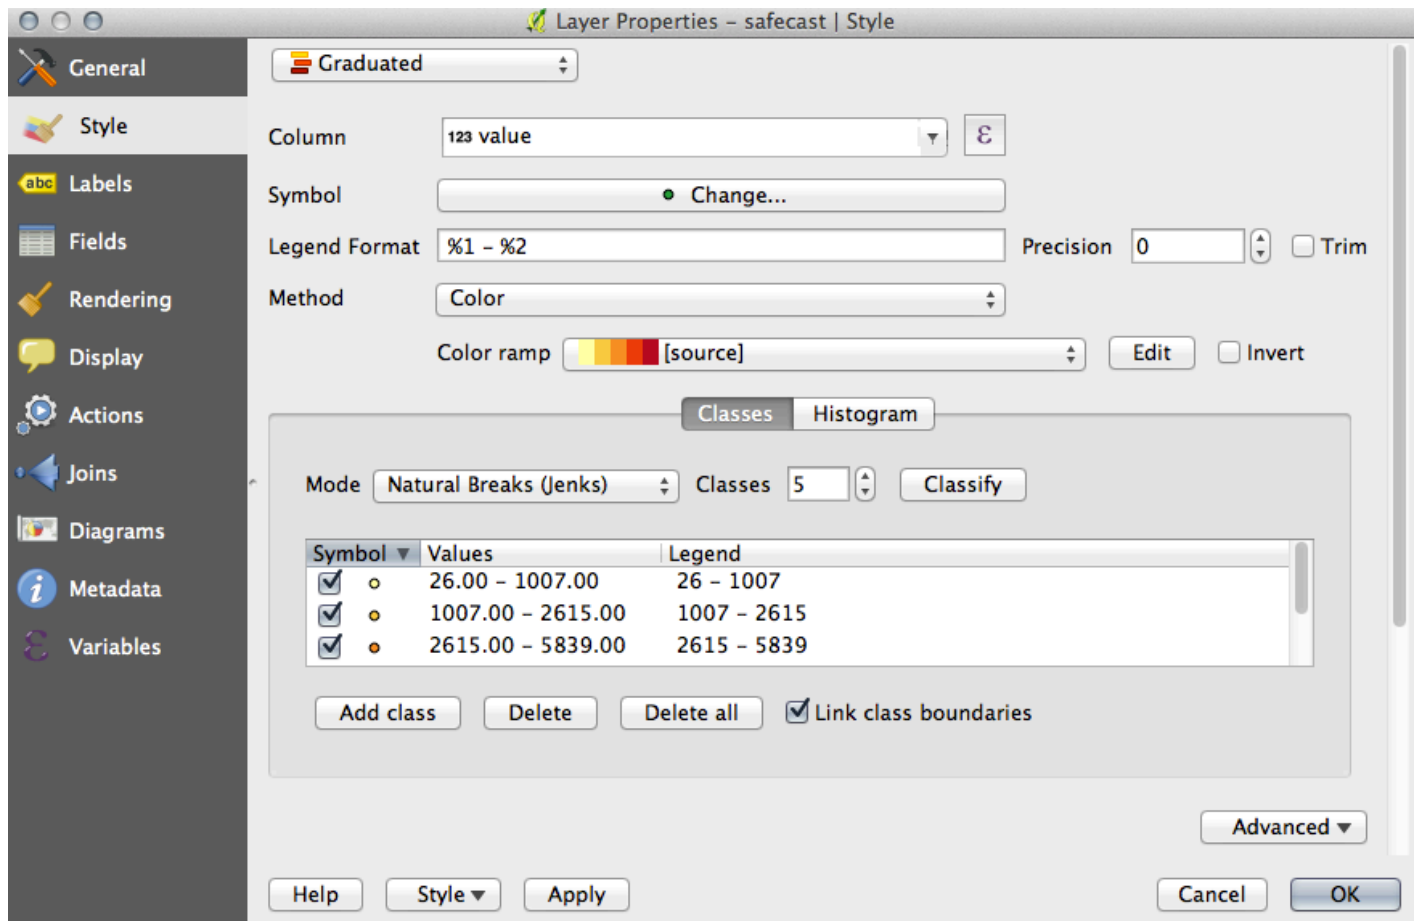 Layer Properties – safecast | Style
General
Style
Labels
Fields
Rendering
Display
Actions
Joins
Diagrams
Metadata
Variables
Graduated
Column 123 value ε
Symbol Change...
Legend Format %1 – %2 Precision 0 Trim
Method Color
Color ramp [source] Edit Invert
Classes Histogram
Mode Natural Breaks (Jenks) Classes 5 Classify
Symbol Values Legend
26.00 – 1007.00 26 – 1007
1007.00 – 2615.00 1007 – 2615
2615.00 – 5839.00 2615 – 5839
Add class Delete Delete all Link class boundaries
Advanced
Help Style Apply Cancel OK